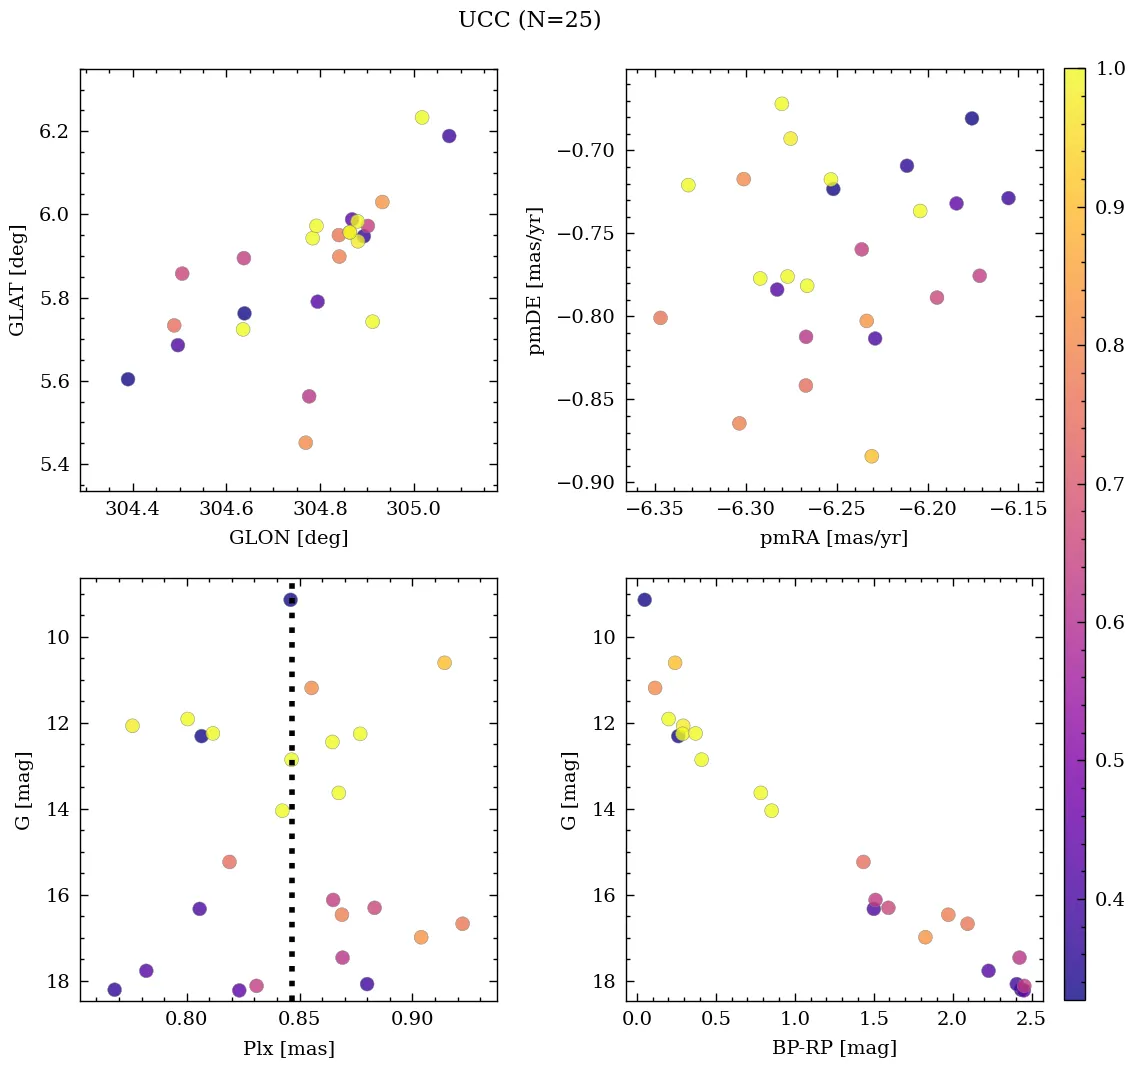 UCC (N=25)
6.2
6.0
5.8
5.6
5.4
GLAT [deg]
304.4 304.6 304.8 305.0
GLON [deg]
−0.70
−0.75
−0.80
−0.85
−0.90
pmDE [mas/yr]
−6.35 −6.30 −6.25 −6.20 −6.15
pmRA [mas/yr]
10
12
14
16
18
G [mag]
0.80 0.85 0.90
Plx [mas]
10
12
14
16
18
G [mag]
0.0 0.5 1.0 1.5 2.0 2.5
BP-RP [mag]
1.0
0.9
0.8
0.7
0.6
0.5
0.4